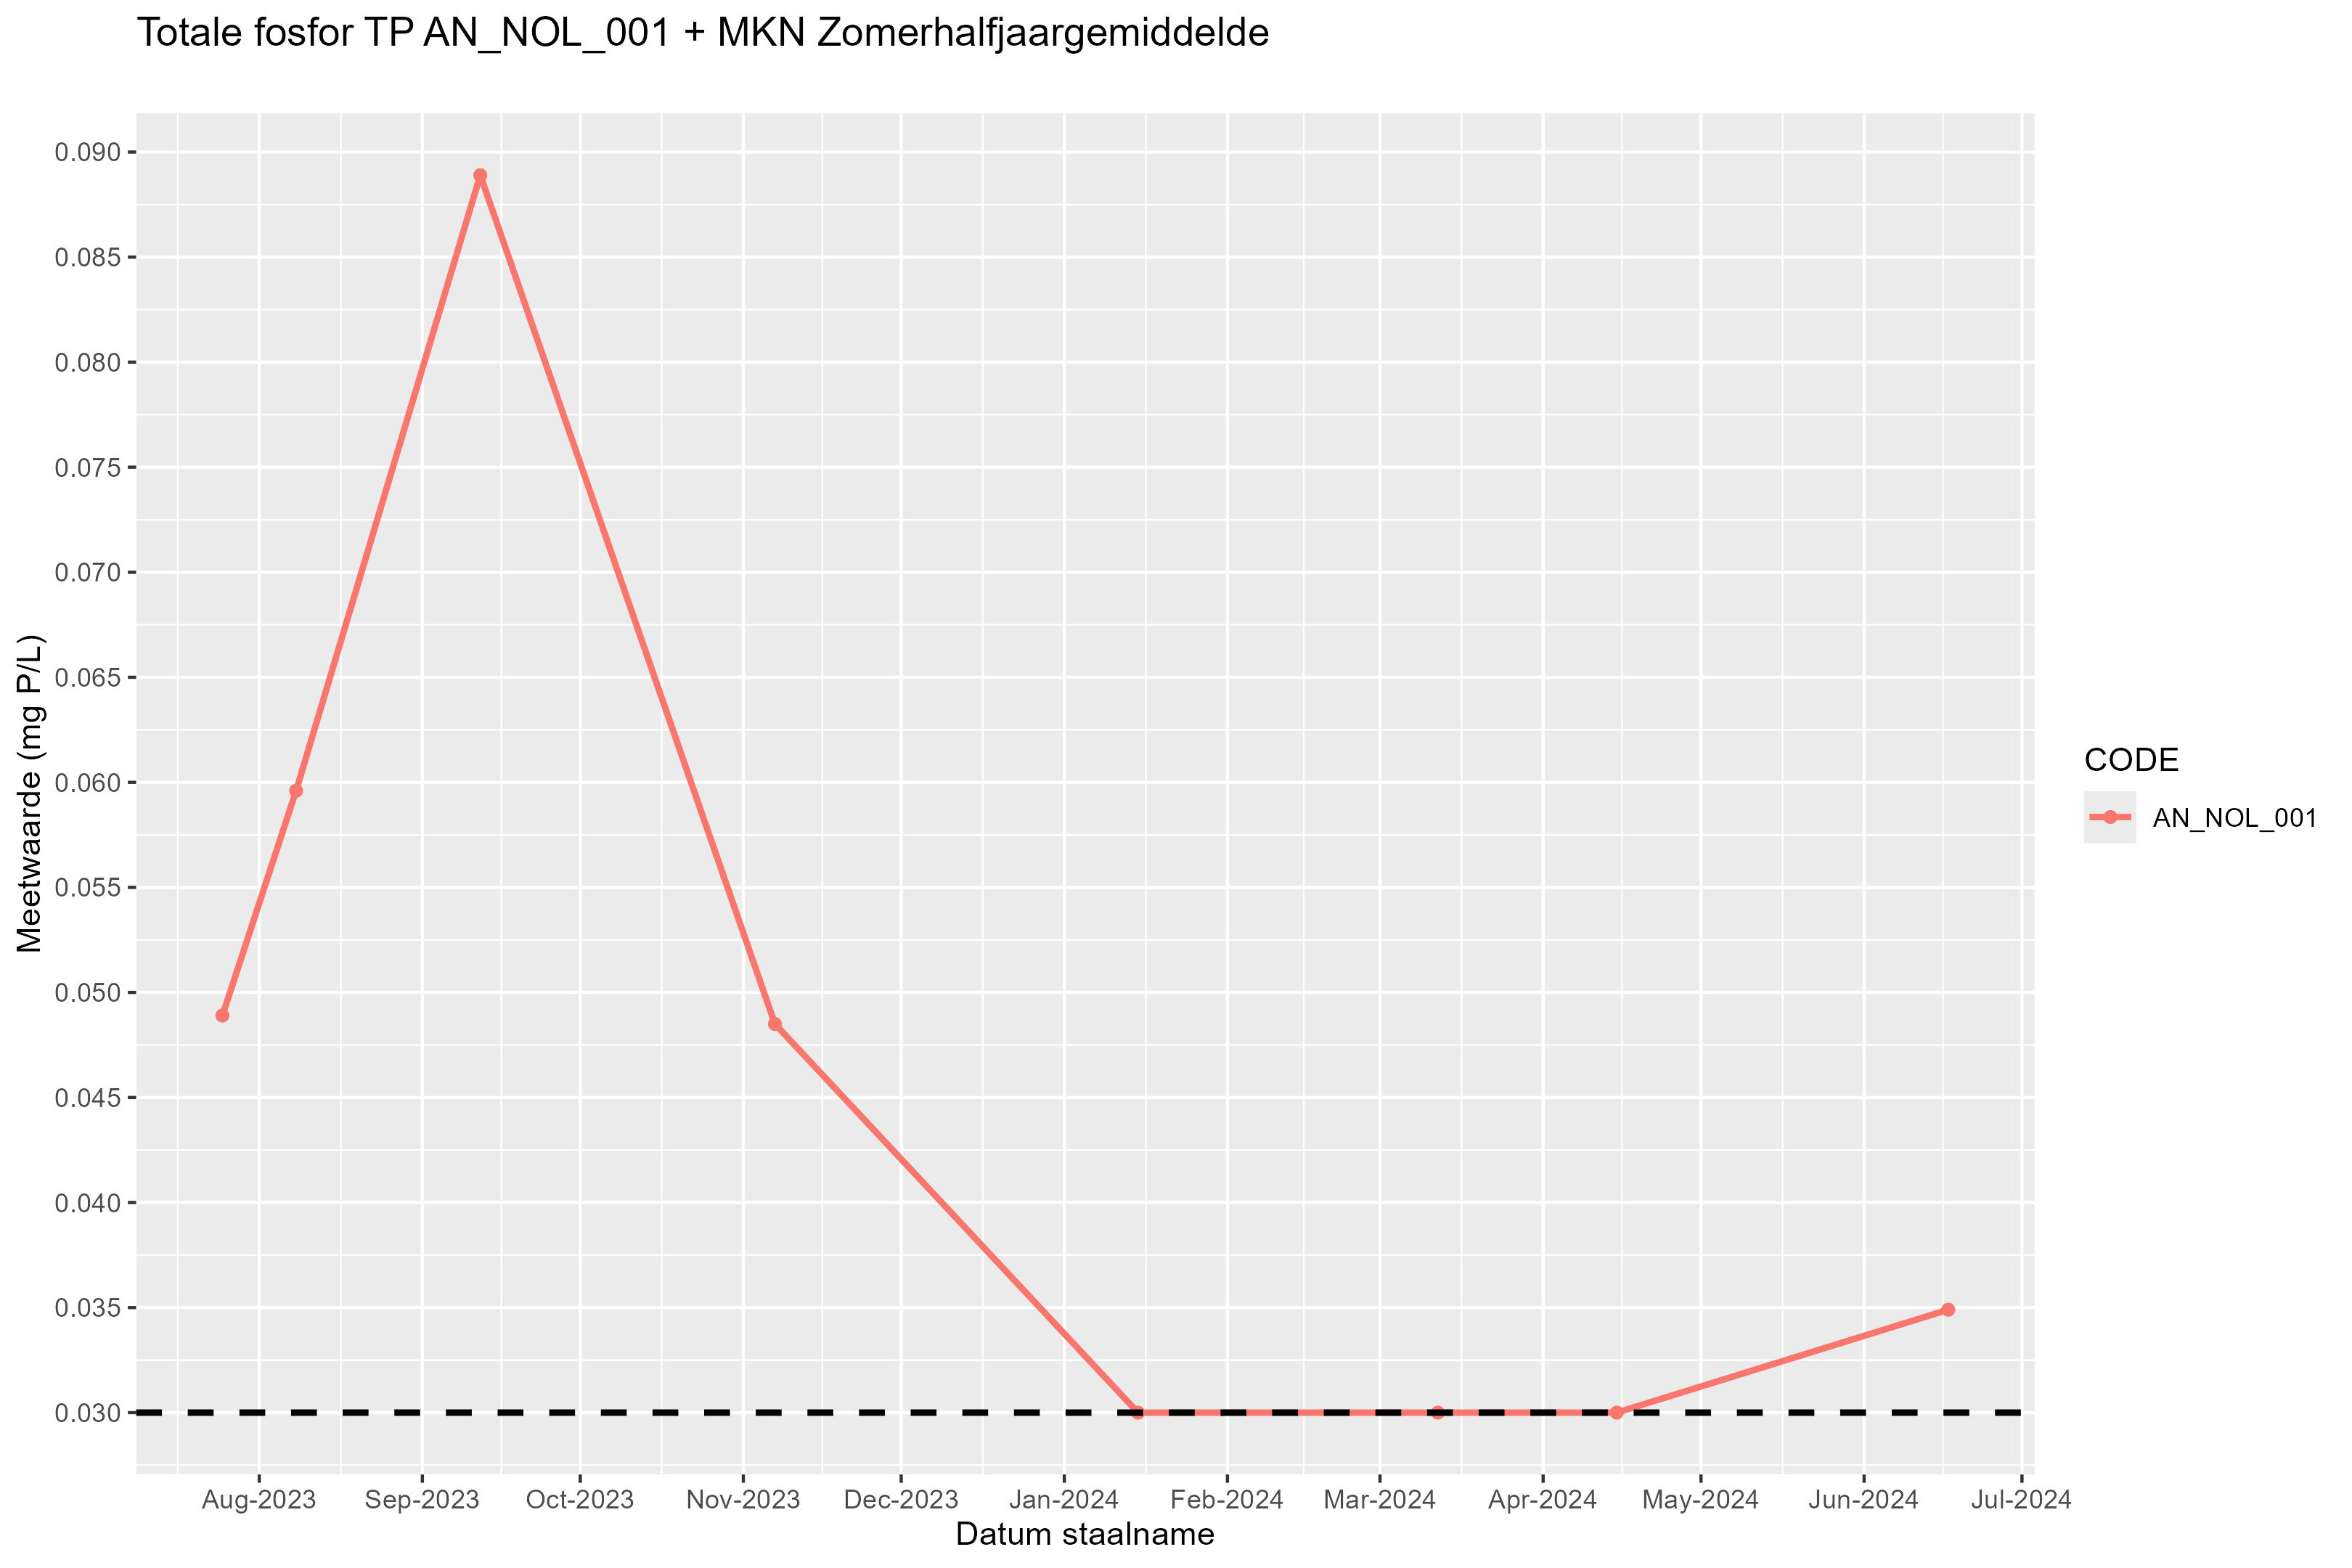 Totale fosfor TP AN_NOL_001 + MKN Zomerhalfjaargemiddelde
Meetwaarde (mg P/L)
0.090
0.085
0.080
0.075
0.070
0.065
0.060
0.055
0.050
0.045
0.040
0.035
0.030
Aug-2023 Sep-2023 Oct-2023 Nov-2023 Dec-2023 Jan-2024 Feb-2024 Mar-2024 Apr-2024 May-2024 Jun-2024 Jul-2024
Datum staalname
CODE
AN_NOL_001